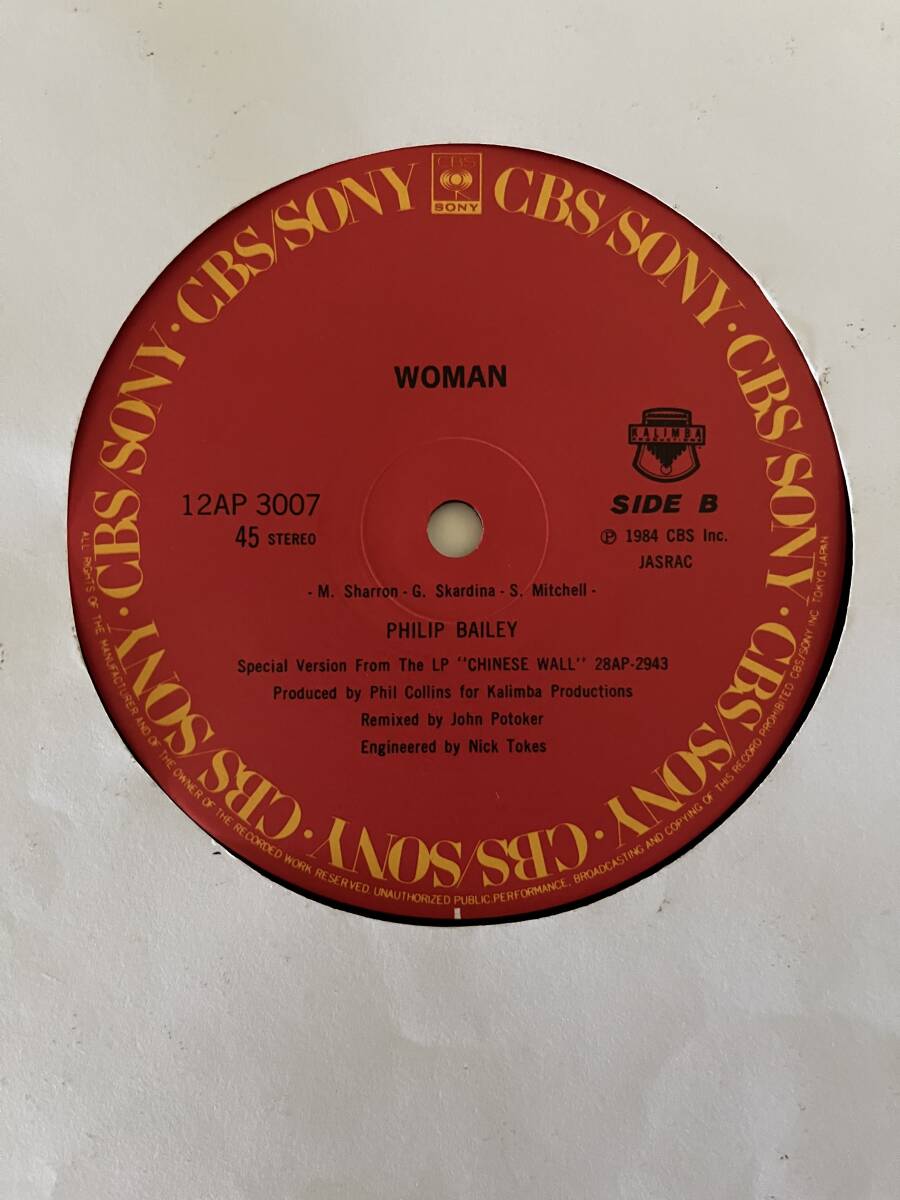 CBS
SONY
CBS/SONY · CBS/SONY · CBS/SONY · CBS/SONY · CBS/SONY · CBS/SONY · CBS/SONY · CBS/SONY
WOMAN
KALIMBA
PRODUCTIONS
12AP 3007
SIDE B
45 STEREO
℗ 1984 CBS Inc.
JASRAC
- M. Sharron - G. Skardina - S. Mitchell -
PHILIP BAILEY
Special Version From The LP "CHINESE WALL" 28AP-2943
Produced by Phil Collins for Kalimba Productions
Remixed by John Potoker
Engineered by Nick Tokes
ALL RIGHTS OF THE MANUFACTURER AND OF THE OWNER OF THE RECORDED WORK RESERVED. UNAUTHORIZED PUBLIC PERFORMANCE, BROADCASTING AND COPYING OF THIS RECORD PROHIBITED CBS/SONY INC TOKYO JAPAN